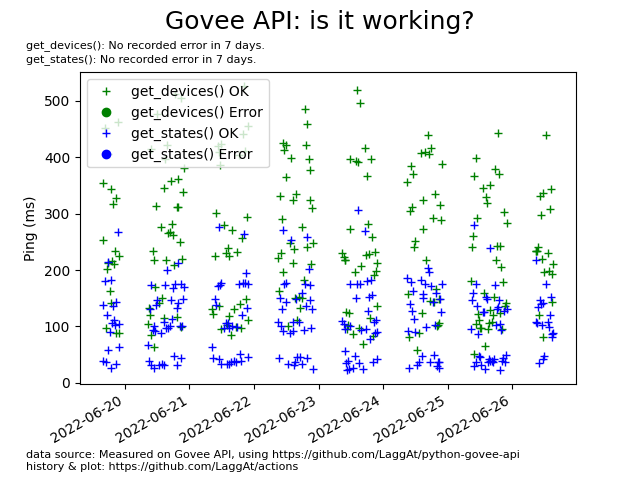 Govee API: is it working?
get_devices(): No recorded error in 7 days.
get_states(): No recorded error in 7 days.
get_devices() OK
get_devices() Error
get_states() OK
get_states() Error
Ping (ms)
500
400
300
200
100
0
2022-06-20
2022-06-21
2022-06-22
2022-06-23
2022-06-24
2022-06-25
2022-06-26
data source: Measured on Govee API, using https://github.com/LaggAt/python-govee-api
history & plot: https://github.com/LaggAt/actions